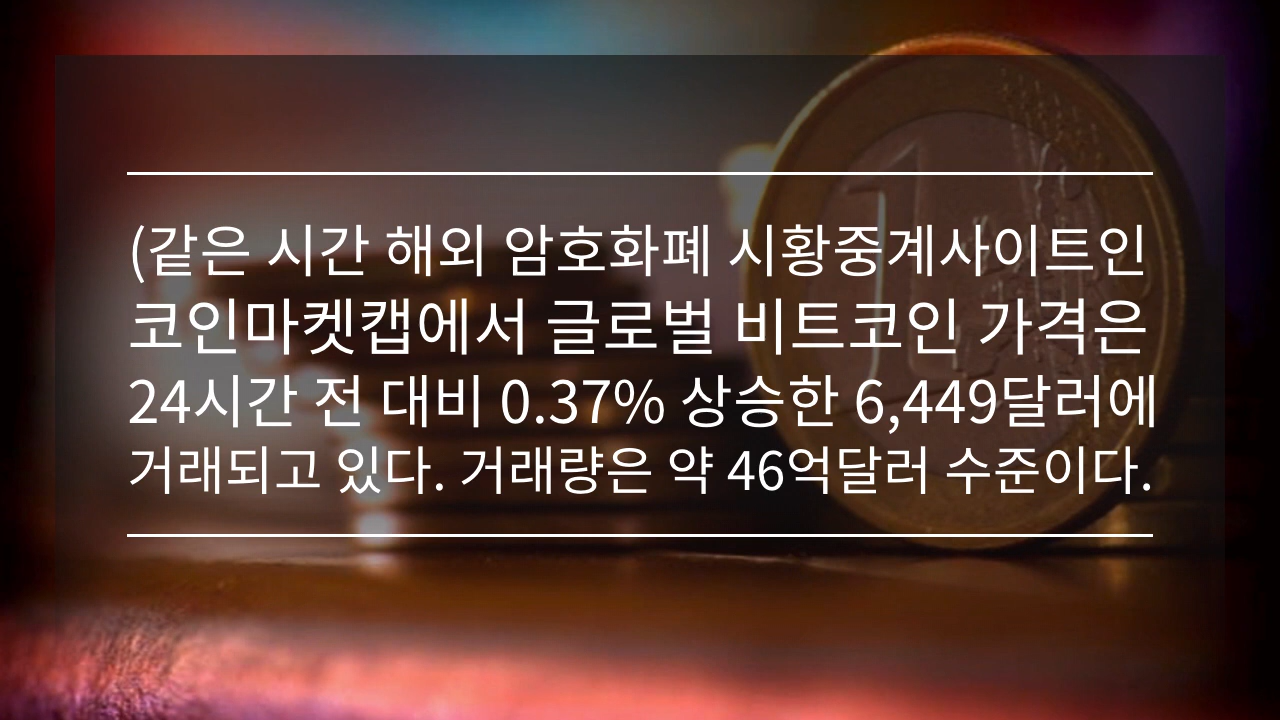 (같은 시간 해외 암호화폐 시황중계사이트인
코인마켓캡에서 글로벌 비트코인 가격은
24시간 전 대비 0.37% 상승한 6,449달러에
거래되고 있다. 거래량은 약 46억달러 수준이다.